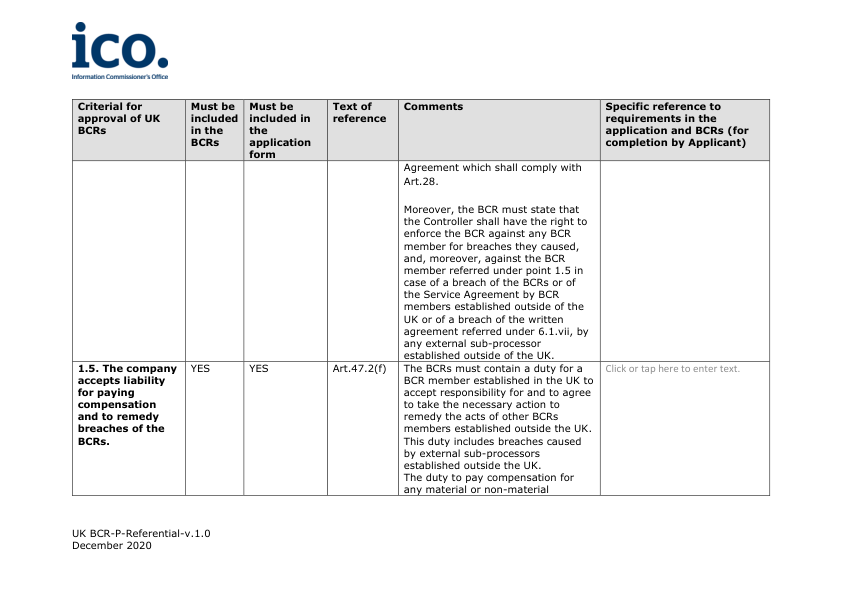 ico.
Information Commissioner's Office
Criterial for
approval of UK
BCRs
Must be
included
in the
BCRs
Must be
included in
the
application
form
Text of
reference
Comments
Specific reference to
requirements in the
application and BCRs (for
completion by Applicant)
Agreement which shall comply with
Art.28.
Moreover, the BCR must state that
the Controller shall have the right to
enforce the BCR against any BCR
member for breaches they caused,
and, moreover, against the BCR
member referred under point 1.5 in
case of a breach of the BCRs or of
the Service Agreement by BCR
members established outside of the
UK or of a breach of the written
agreement referred under 6.1.vii, by
any external sub-processor
established outside of the UK.
1.5. The company
accepts liability
for paying
compensation
and to remedy
breaches of the
BCRs.
YES
YES
Art.47.2(f)
The BCRs must contain a duty for a
BCR member established in the UK to
accept responsibility for and to agree
to take the necessary action to
remedy the acts of other BCRs
members established outside the UK.
This duty includes breaches caused
by external sub-processors
established outside the UK.
The duty to pay compensation for
any material or non-material
Click or tap here to enter text.
UK BCR-P-Referential-v.1.0
December 2020